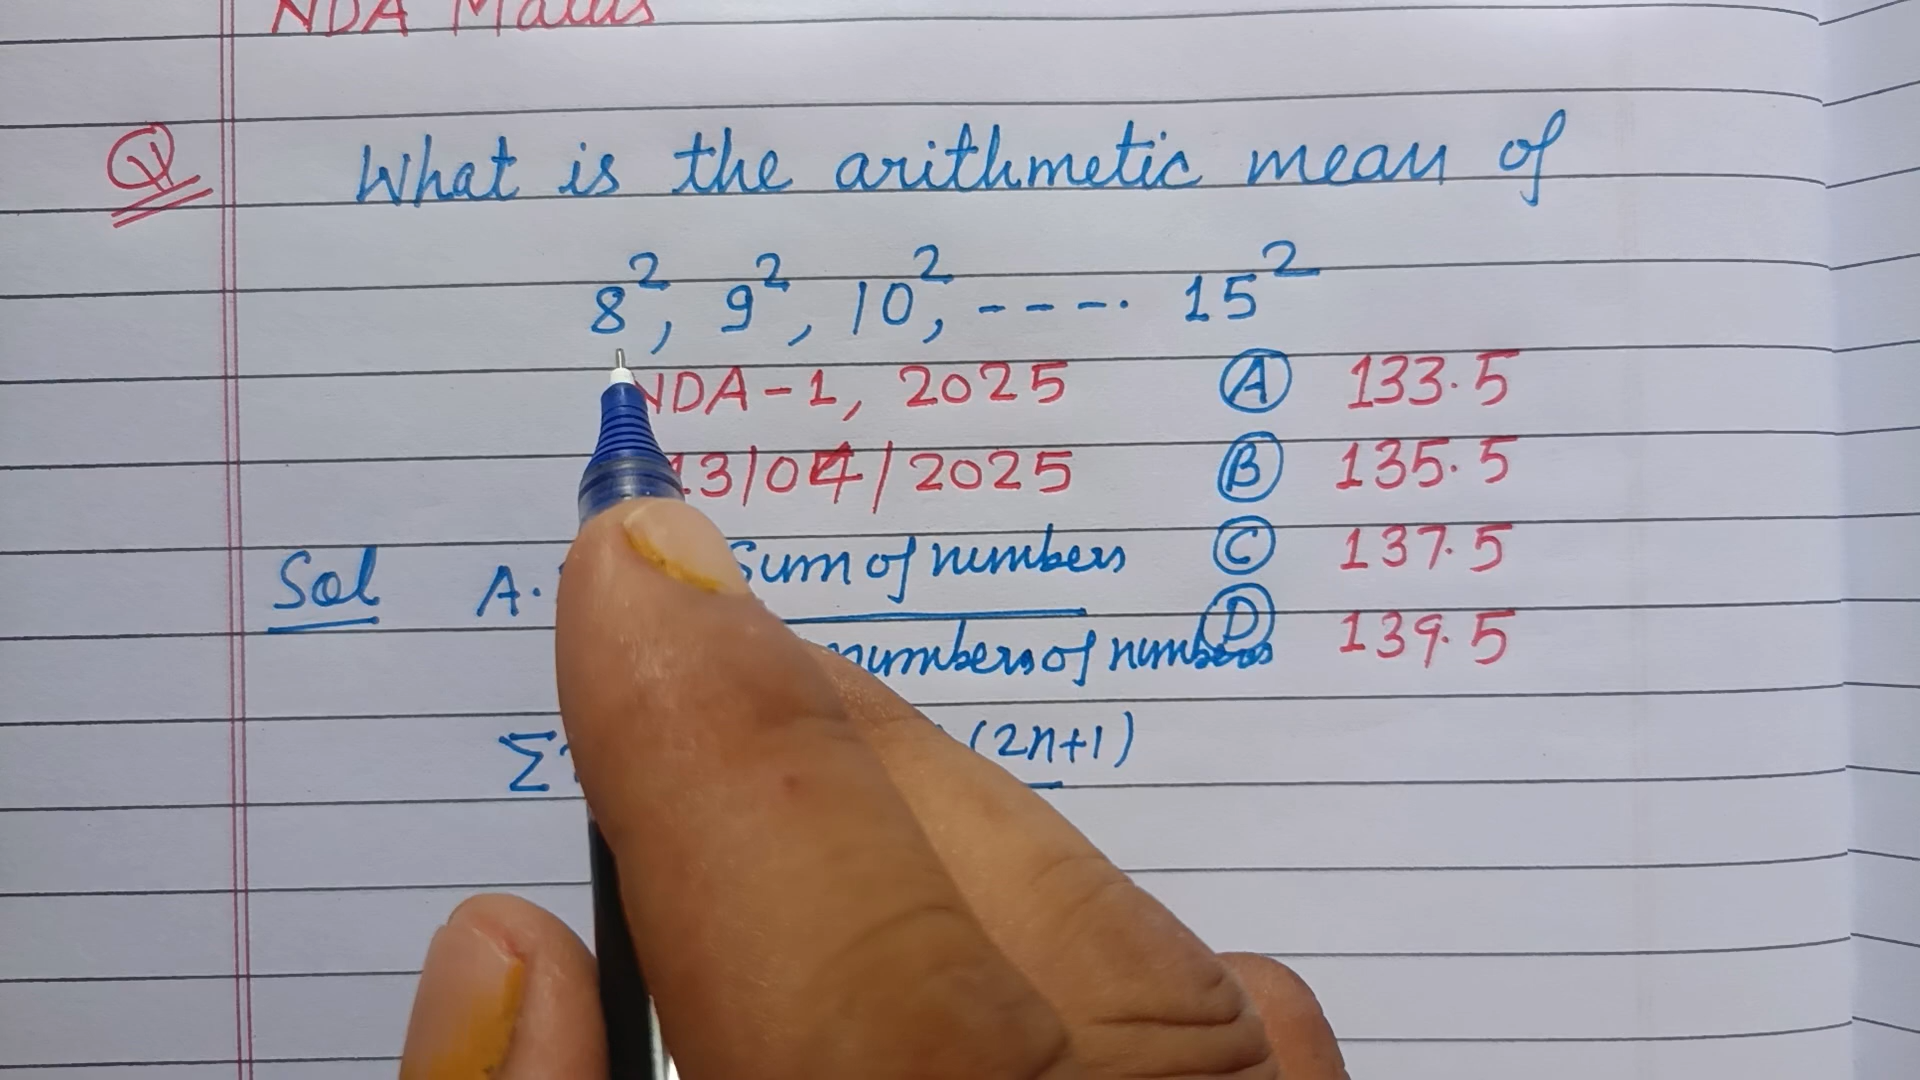 NDA Maths
Q What is the arithmetic mean of
8², 9², 10², ----. 15²
NDA-1, 2025 (A) 133.5
13/04/2025 (B) 135.5
Sol A. Sum of numbers (C) 137.5
numbers of numbers (D) 139.5
Σ (2n+1)